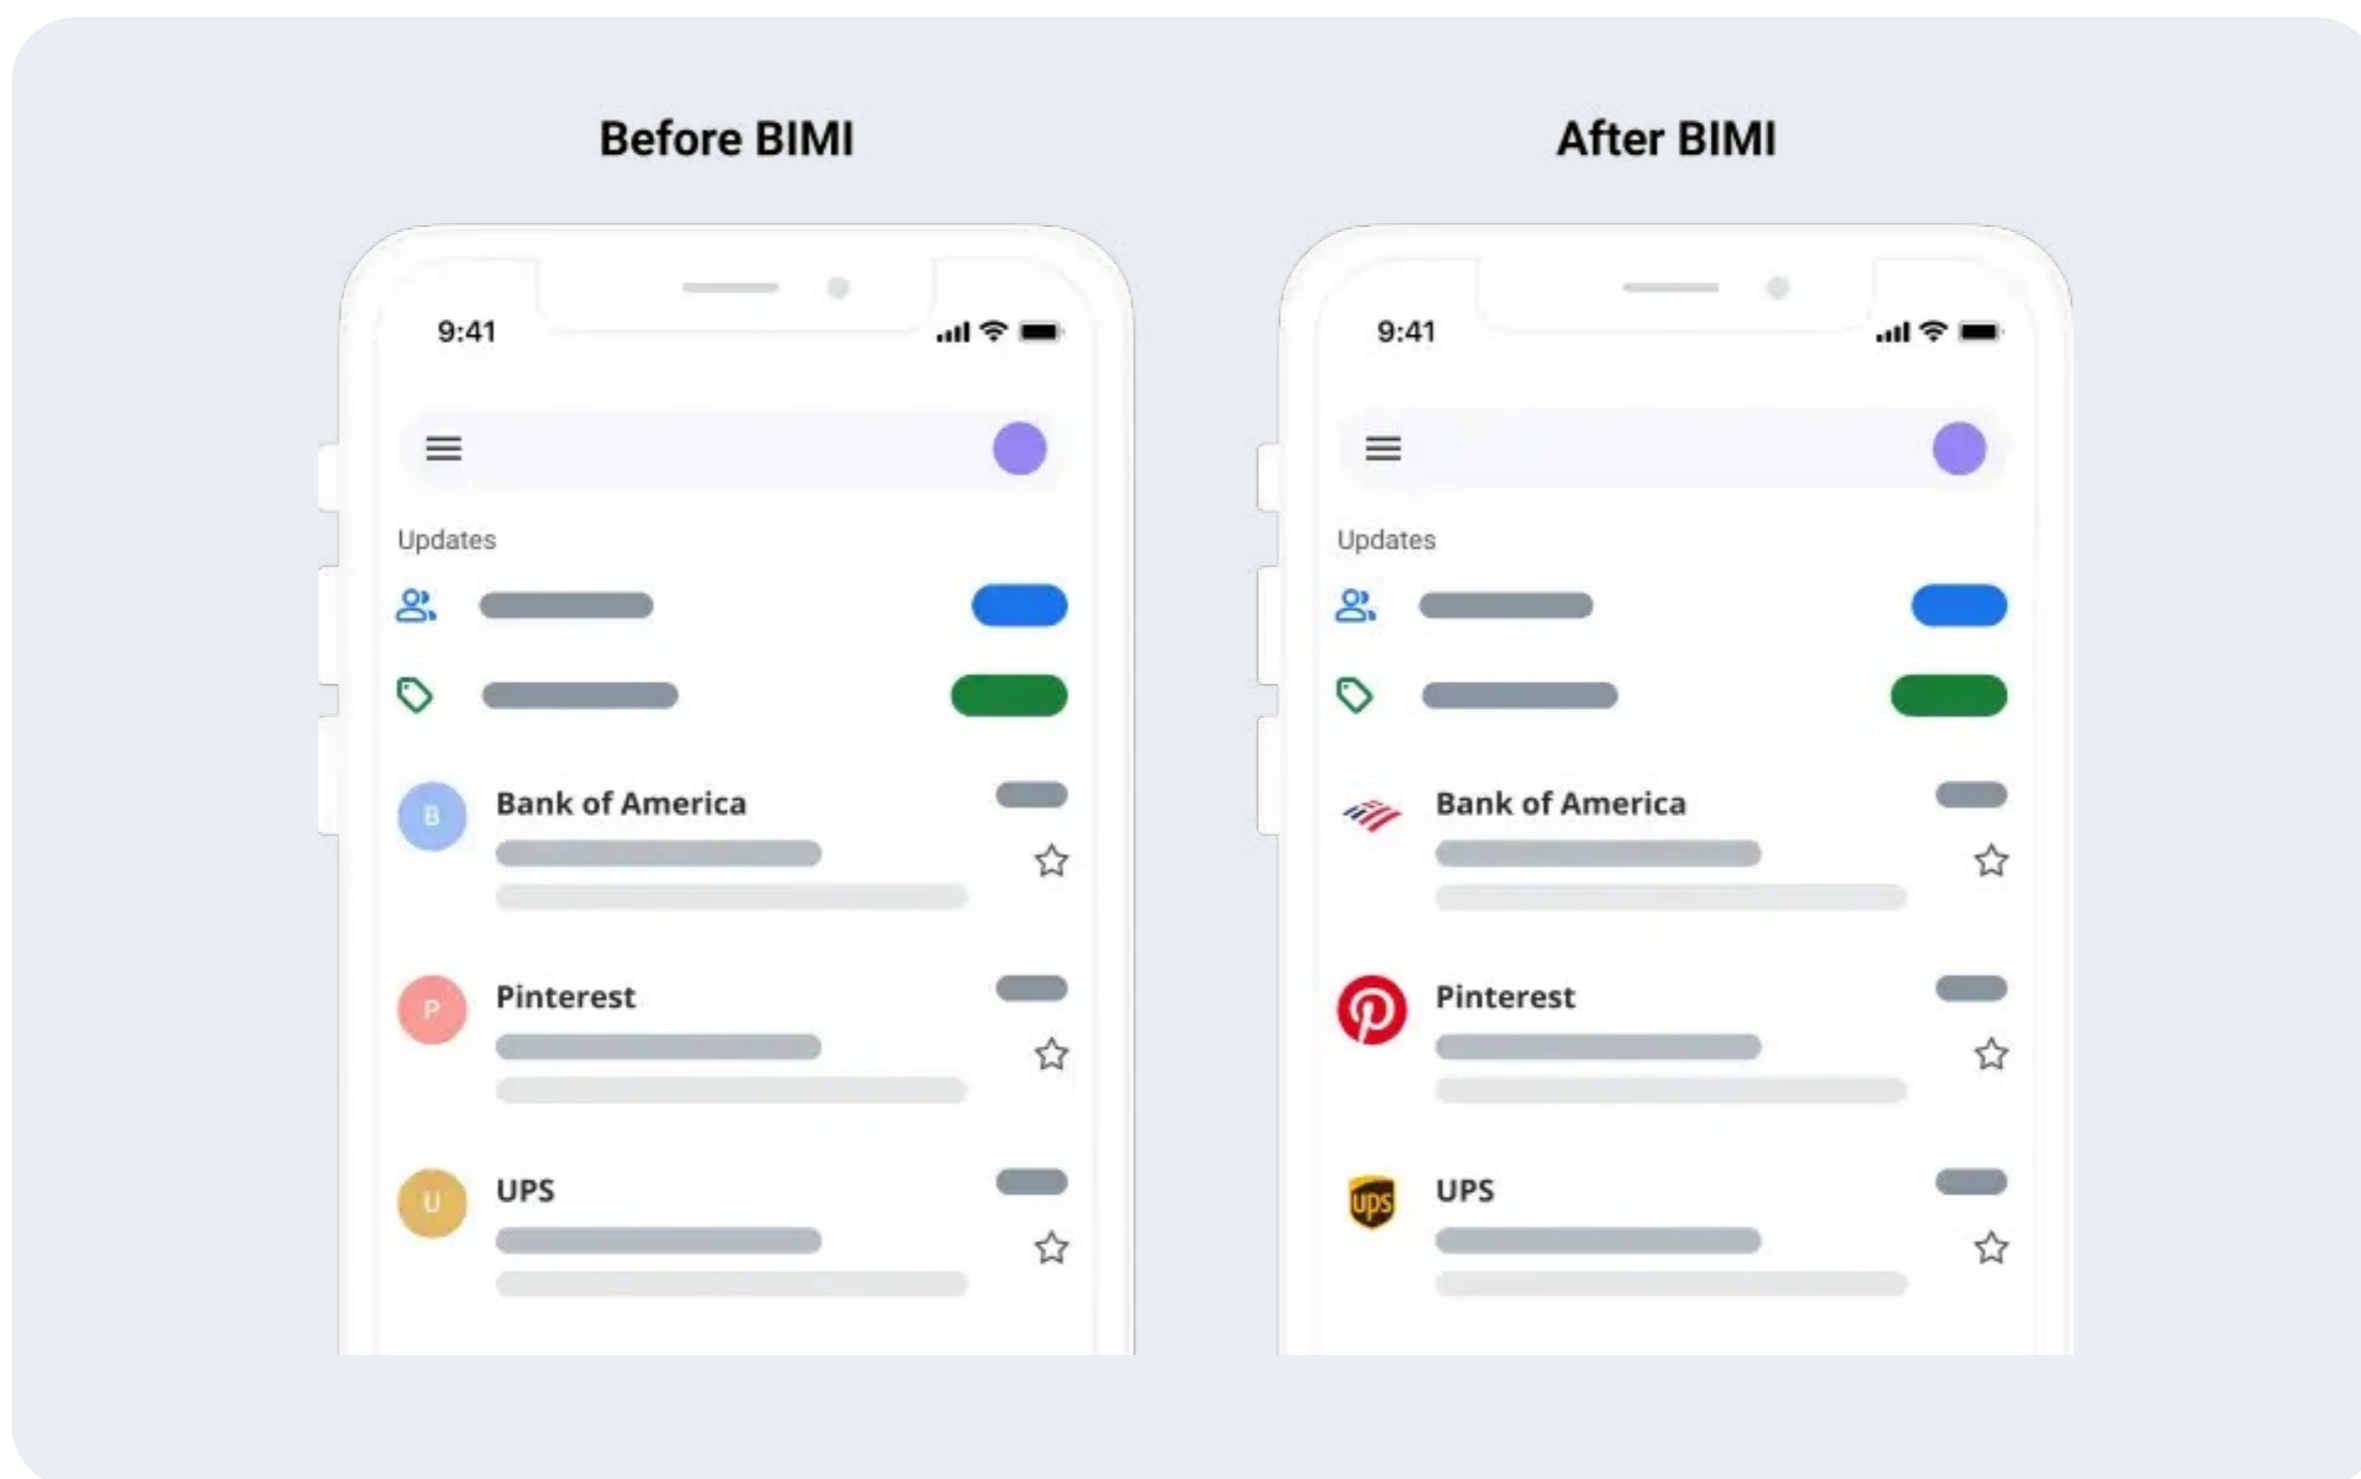 Before BIMI
9:41
Updates
B
Bank of America
P
Pinterest
U
UPS
After BIMI
9:41
Updates
Bank of America
Pinterest
ups
UPS